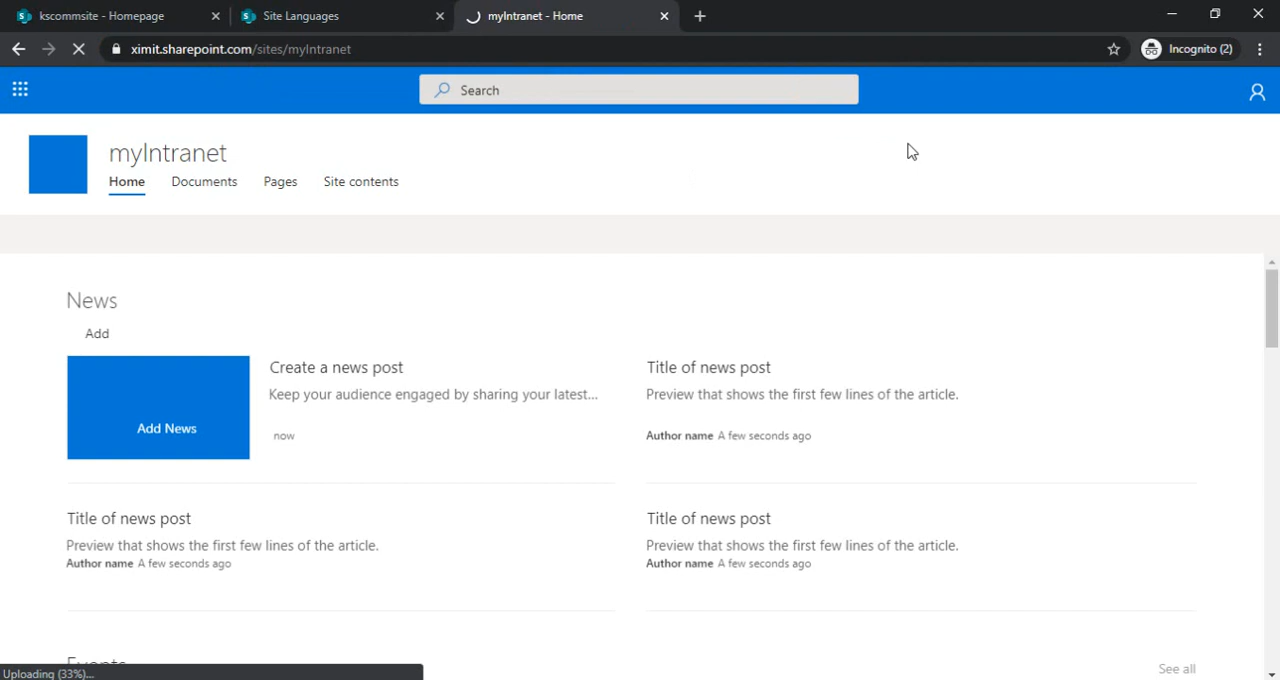 kscommsite - Homepage
Site Languages
myIntranet - Home
ximit.sharepoint.com/sites/myIntranet
Incognito (2)
Search
myIntranet
Home Documents Pages Site contents
News
Add
Add News
Create a news post
Keep your audience engaged by sharing your latest...
now
Title of news post
Preview that shows the first few lines of the article.
Author name A few seconds ago
Title of news post
Preview that shows the first few lines of the article.
Author name A few seconds ago
Title of news post
Preview that shows the first few lines of the article.
Author name A few seconds ago
Events
See all
Uploading (33%)...